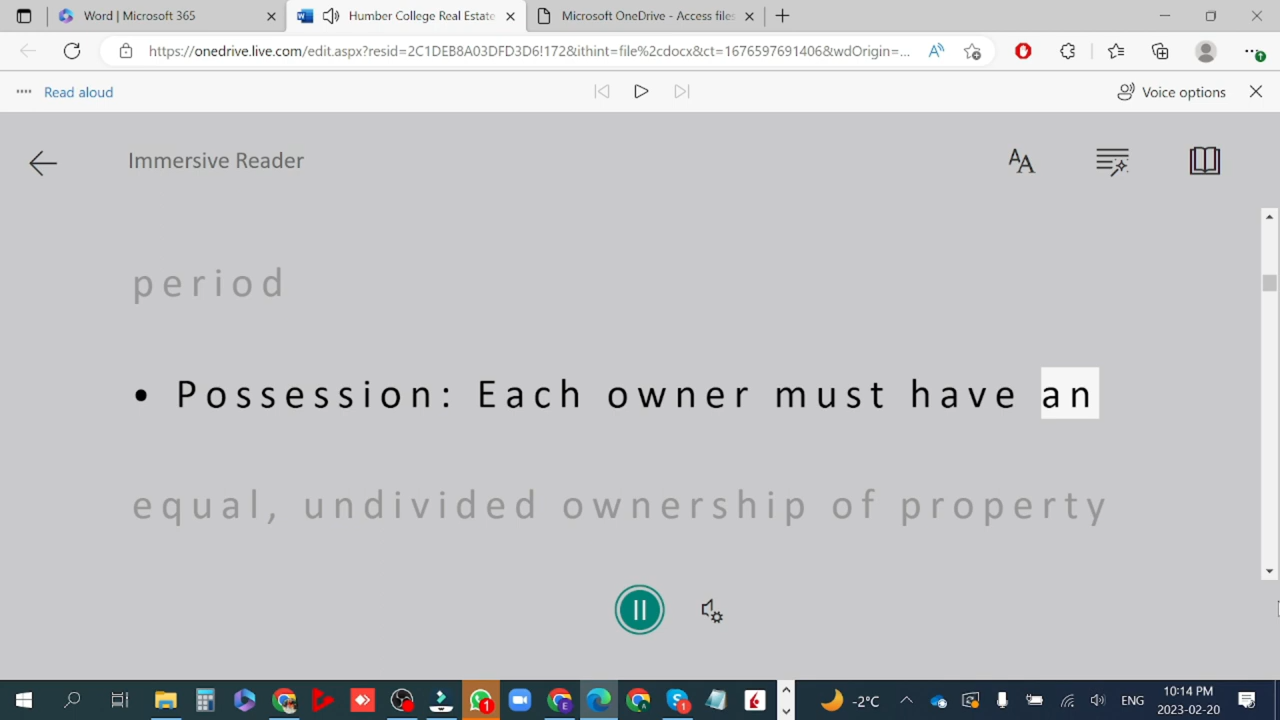 Word | Microsoft 365
Humber College Real Estate
Microsoft OneDrive - Access files
https://onedrive.live.com/edit.aspx?resid=2C1DEB8A03DFD3D6!172&ithint=file%2cdocx&ct=1676597691406&wdOrigin=...
Read aloud
Voice options
Immersive Reader
period
• Possession: Each owner must have an
equal, undivided ownership of property
-2°C
ENG
10:14 PM
2023-02-20